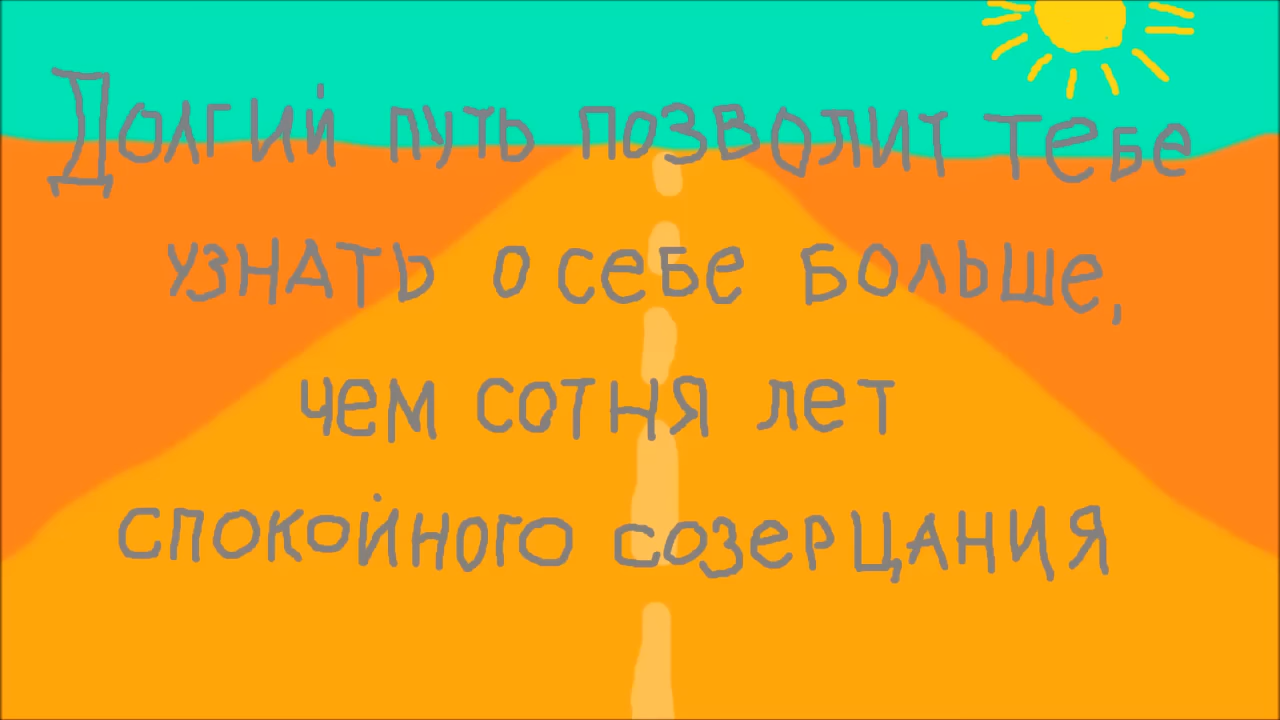 Долгий путь позволит тебе
узнать о себе больше,
чем сотня лет
спокойного созерцания